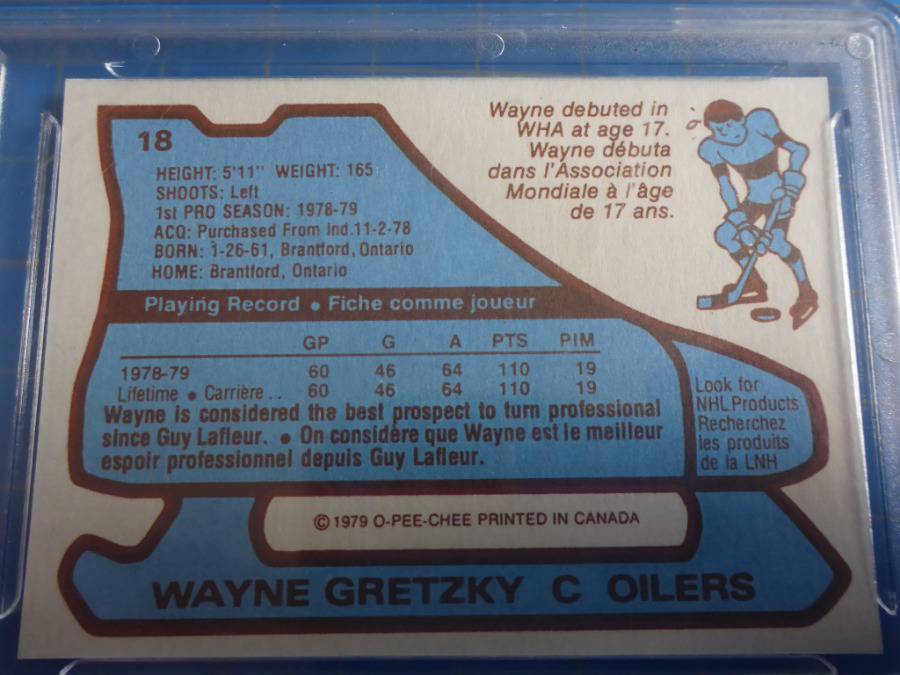 18
Wayne debuted in
WHA at age 17.
Wayne débuta
dans l'Association
Mondiale à l'âge
de 17 ans.
HEIGHT: 5'11" WEIGHT: 165
SHOOTS: Left
1st PRO SEASON: 1978-79
ACQ: Purchased From Ind.11-2-78
BORN: 1-26-61, Brantford, Ontario
HOME: Brantford, Ontario
Playing Record • Fiche comme joueur
GP G A PTS PIM
1978-79 60 46 64 110 19
Lifetime • Carrière .. 60 46 64 110 19
Wayne is considered the best prospect to turn professional
since Guy Lafleur. • On considère que Wayne est le meilleur
espoir professionnel depuis Guy Lafleur.
Look for
NHL Products
Recherchez
les produits
de la LNH
© 1979 O-PEE-CHEE PRINTED IN CANADA
WAYNE GRETZKY C OILERS